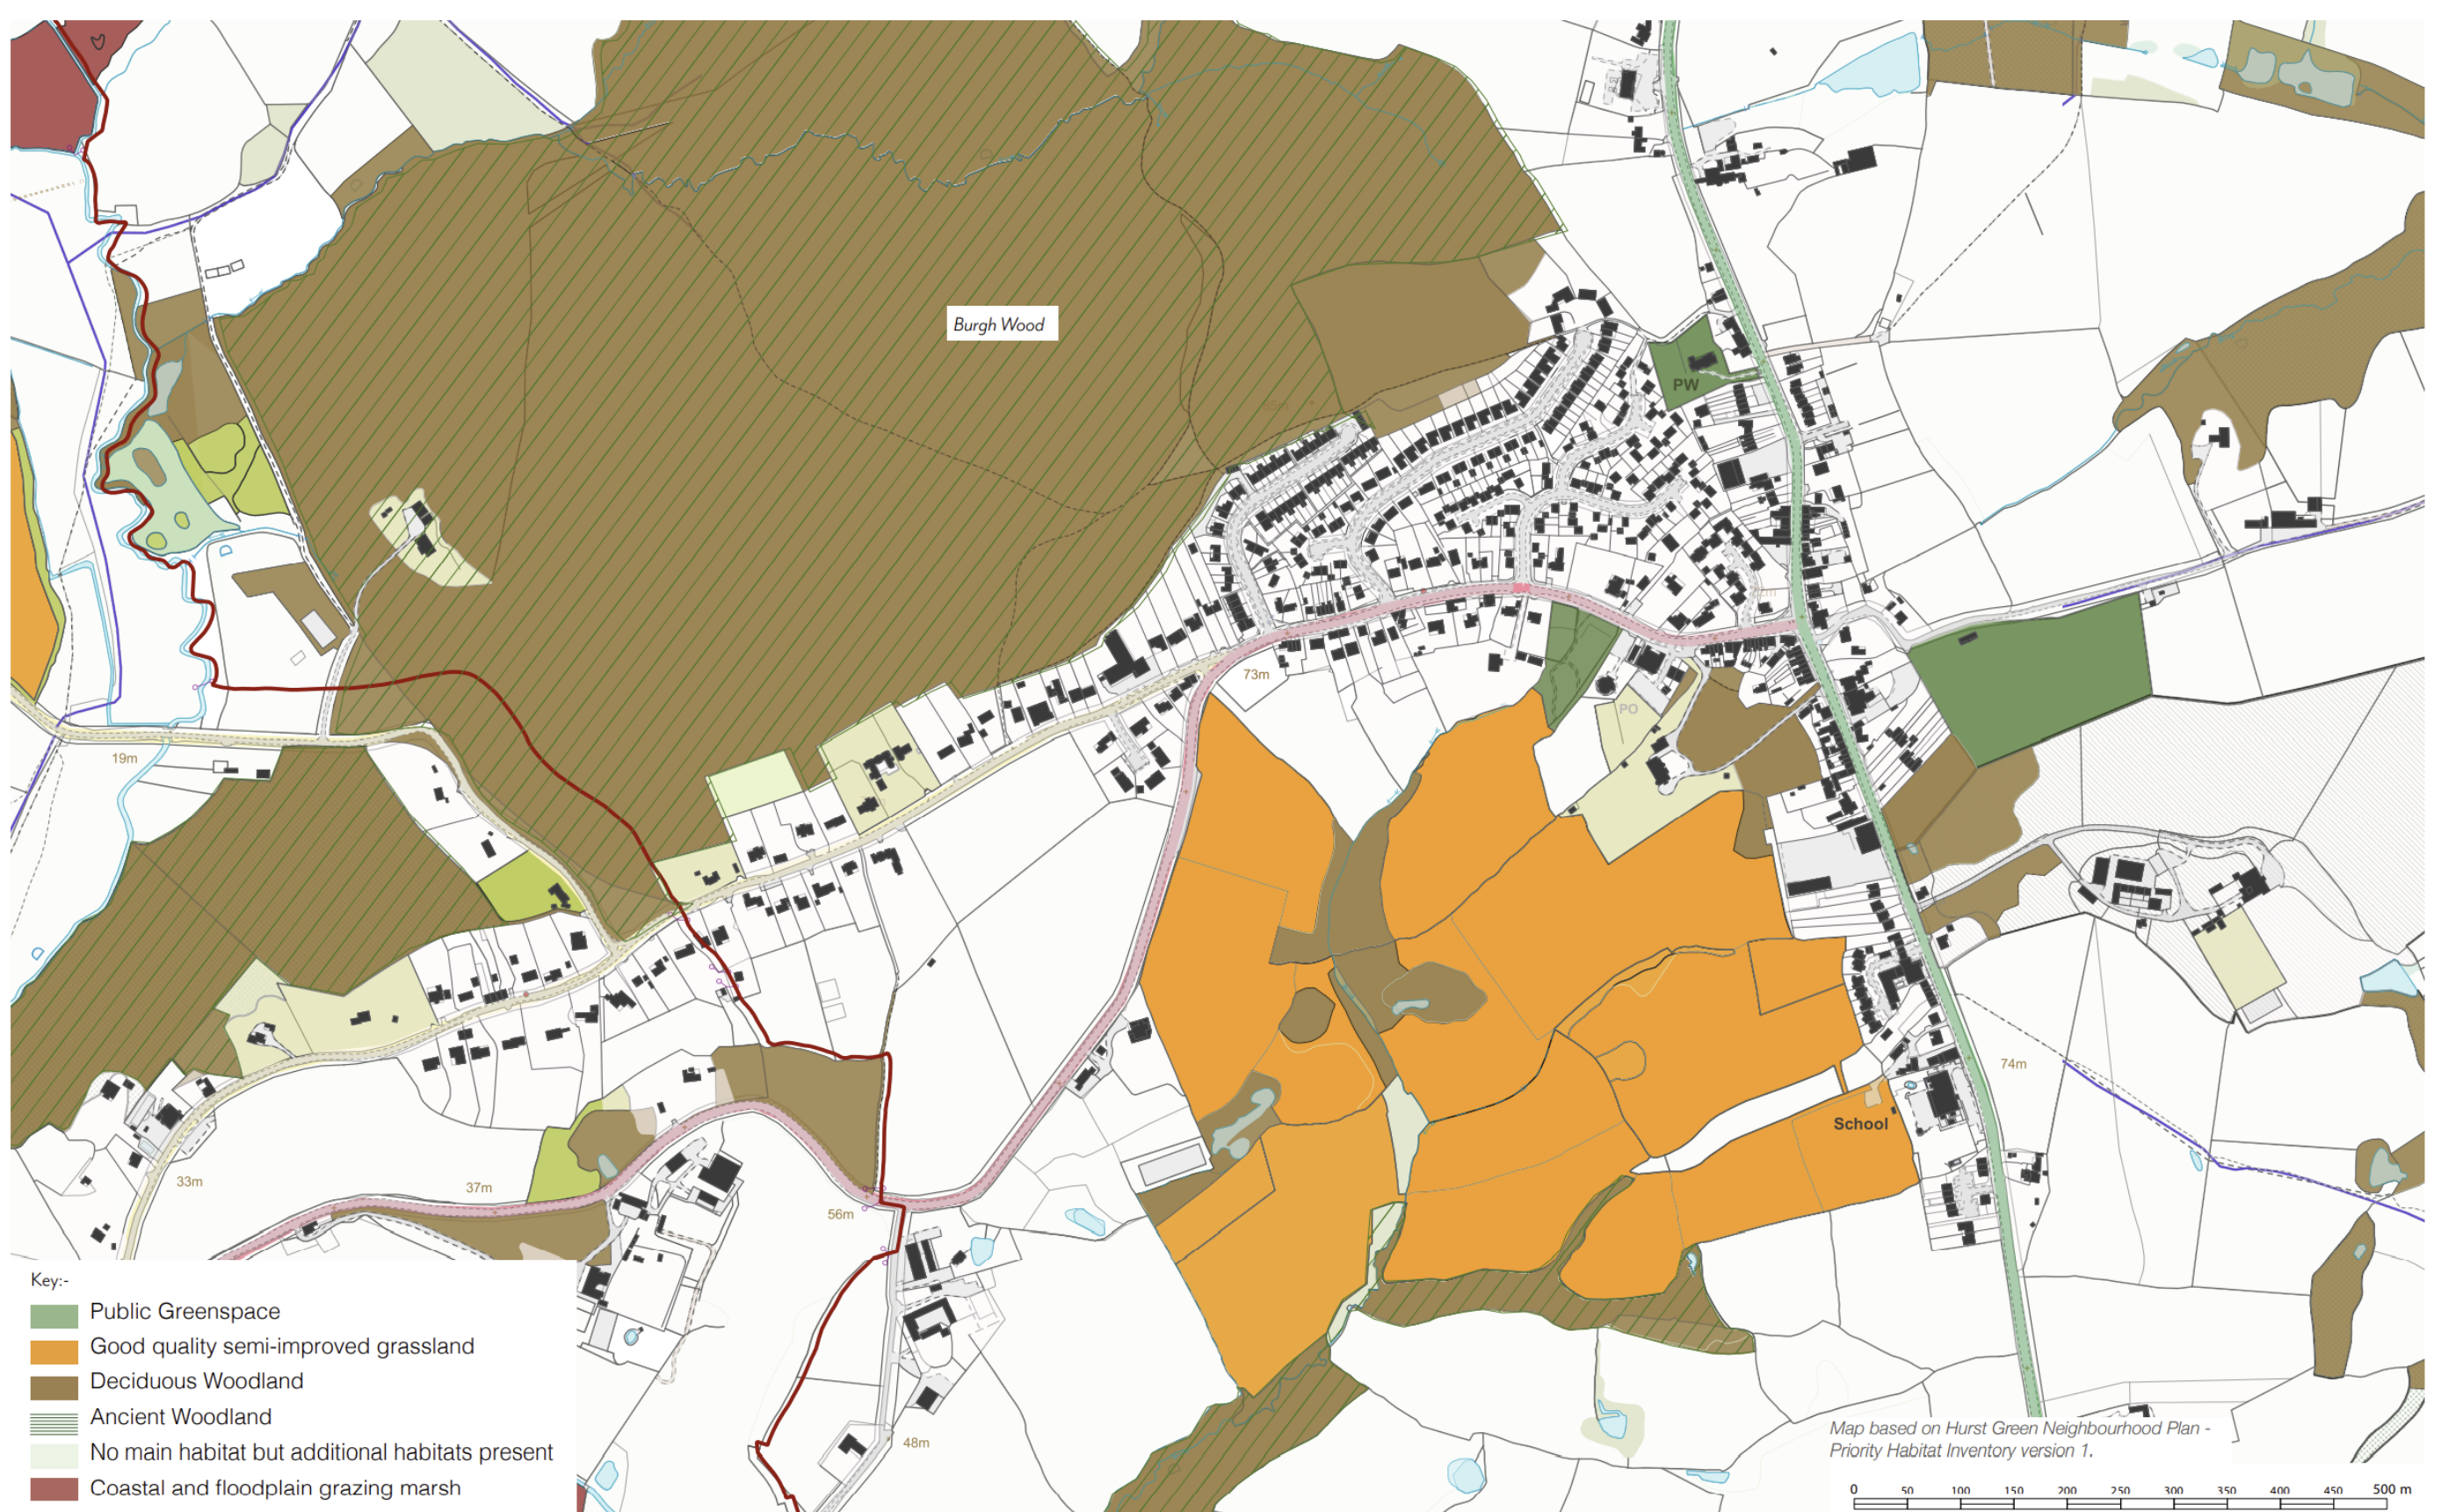 Burgh Wood
PW
73m
PO
19m
74m
School
33m
37m
56m
48m
Key:-
Public Greenspace
Good quality semi-improved grassland
Deciduous Woodland
Ancient Woodland
No main habitat but additional habitats present
Coastal and floodplain grazing marsh
Map based on Hurst Green Neighbourhood Plan -
Priority Habitat Inventory version 1.
0 50 100 150 200 250 300 350 400 450 500 m